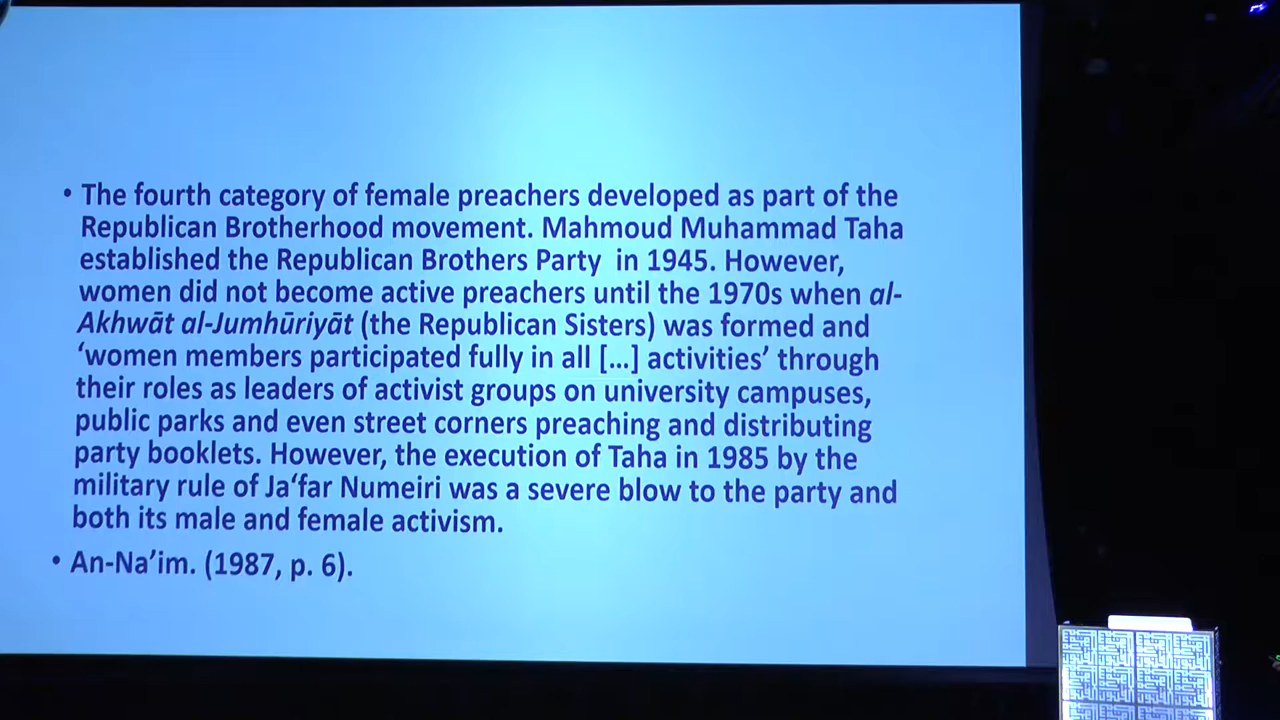 • The fourth category of female preachers developed as part of the
Republican Brotherhood movement. Mahmoud Muhammad Taha
established the Republican Brothers Party in 1945. However,
women did not become active preachers until the 1970s when al-
Akhwāt al-Jumhūriyāt (the Republican Sisters) was formed and
‘women members participated fully in all [...] activities’ through
their roles as leaders of activist groups on university campuses,
public parks and even street corners preaching and distributing
party booklets. However, the execution of Taha in 1985 by the
military rule of Ja‘far Numeiri was a severe blow to the party and
both its male and female activism.
• An-Na’im. (1987, p. 6).